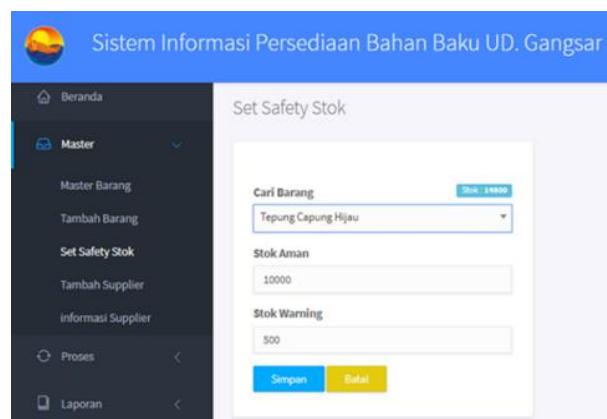 Sistem Informasi Persediaan Bahan Baku UD. Gangsar
Beranda
Set Safety Stok
Master
Master Barang
Cari Barang
Stok : 14800
Tambah Barang
Tepung Capung Hijau
Set Safety Stok
Stok Aman
Tambah Supplier
10000
informasi Supplier
Stok Warning
500
Proses
Simpan Batal
Laporan